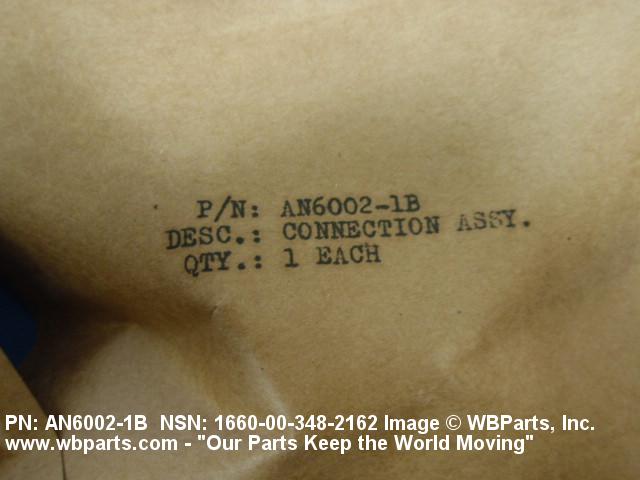 P/N: AN6002-1B
DESC.: CONNECTION ASSY.
QTY.: 1 EACH
PN: AN6002-1B NSN: 1660-00-348-2162 Image © WBParts, Inc.
www.wbparts.com - "Our Parts Keep the World Moving"